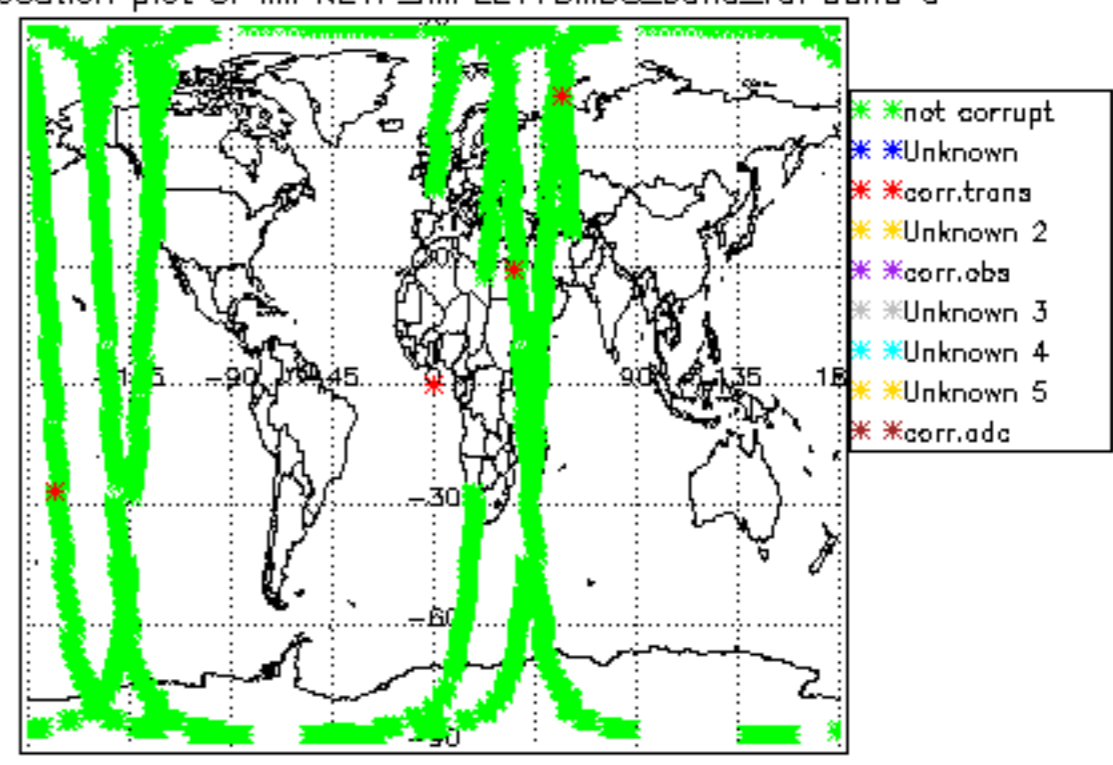 not corrupt
Unknown
corr.trans
Unknown 2
corr.obs
Unknown 3
Unknown 4
Unknown 5
corr.adc
-90
45
90
135
-30
-60
-90